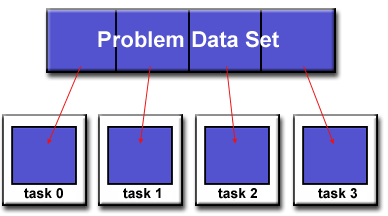 Problem Data Set
task 0
task 1
task 2
task 3